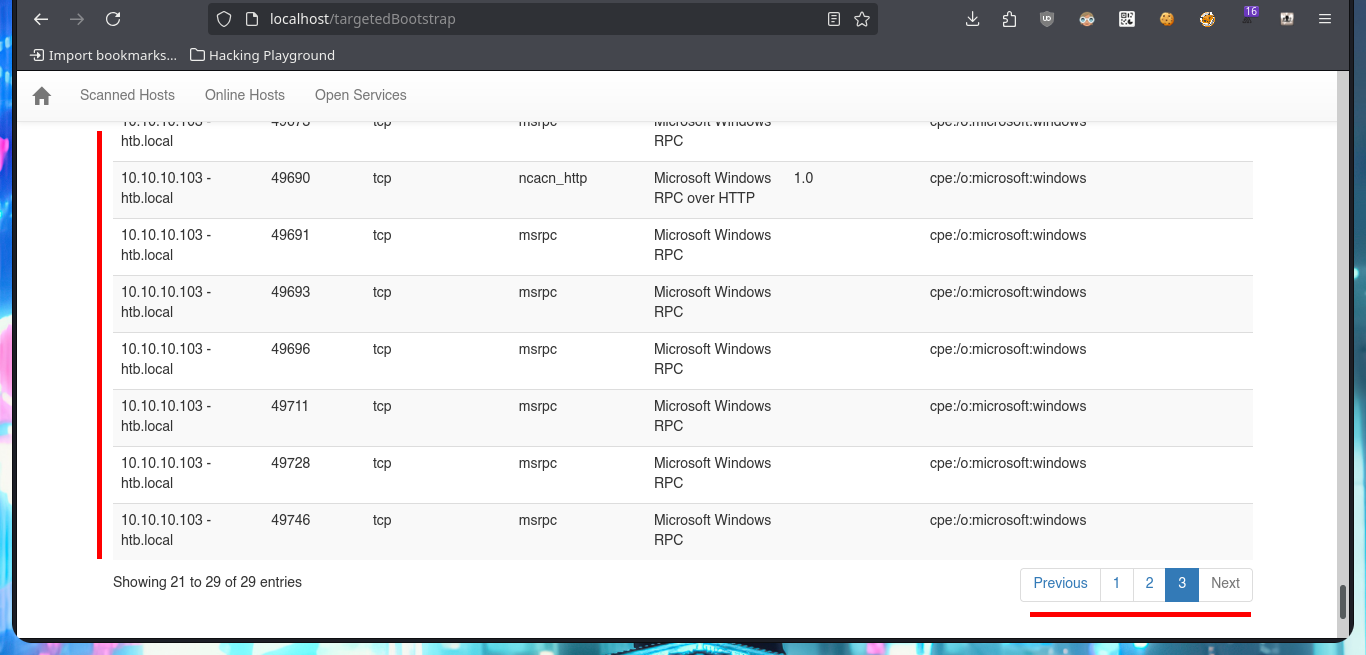 localhost/targetedBootstrap
16
Import bookmarks... Hacking Playground
Scanned Hosts Online Hosts Open Services
10.10.10.103 - 49673 tcp msrpc Microsoft Windows cpe:/o:microsoft:windows
htb.local RPC
10.10.10.103 - 49690 tcp ncacn_http Microsoft Windows 1.0 cpe:/o:microsoft:windows
htb.local RPC over HTTP
10.10.10.103 - 49691 tcp msrpc Microsoft Windows cpe:/o:microsoft:windows
htb.local RPC
10.10.10.103 - 49693 tcp msrpc Microsoft Windows cpe:/o:microsoft:windows
htb.local RPC
10.10.10.103 - 49696 tcp msrpc Microsoft Windows cpe:/o:microsoft:windows
htb.local RPC
10.10.10.103 - 49711 tcp msrpc Microsoft Windows cpe:/o:microsoft:windows
htb.local RPC
10.10.10.103 - 49728 tcp msrpc Microsoft Windows cpe:/o:microsoft:windows
htb.local RPC
10.10.10.103 - 49746 tcp msrpc Microsoft Windows cpe:/o:microsoft:windows
htb.local RPC
Showing 21 to 29 of 29 entries Previous 1 2 3 Next